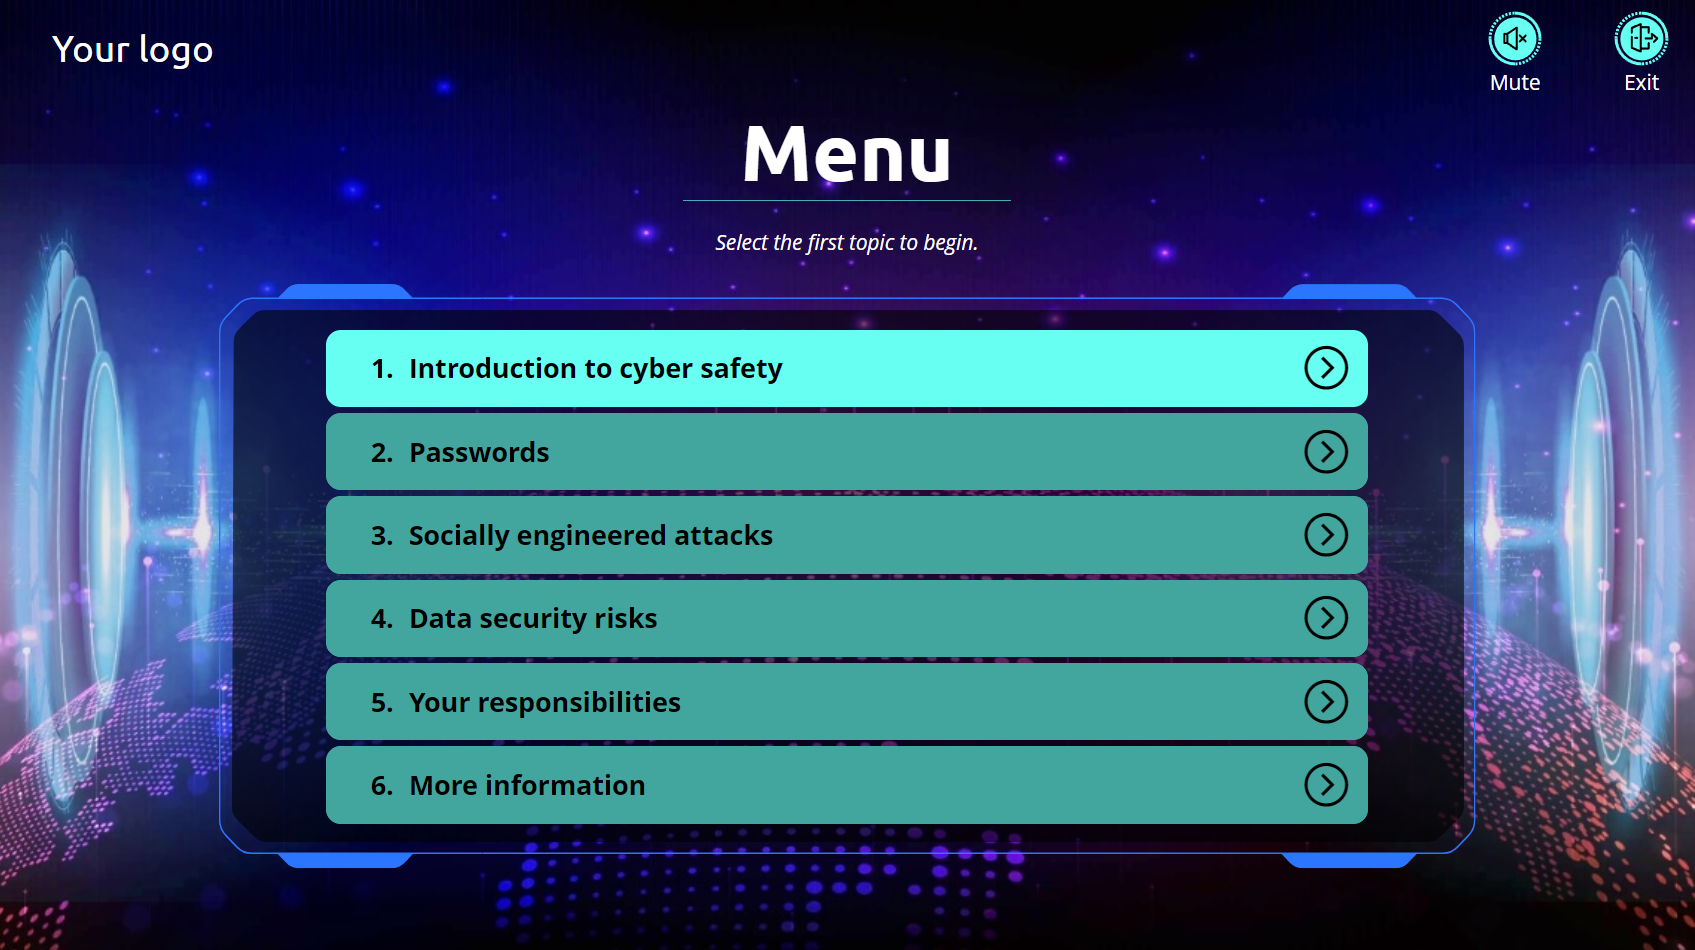 Your logo
Mute
Exit
Menu
Select the first topic to begin.
1. Introduction to cyber safety
2. Passwords
3. Socially engineered attacks
4. Data security risks
5. Your responsibilities
6. More information